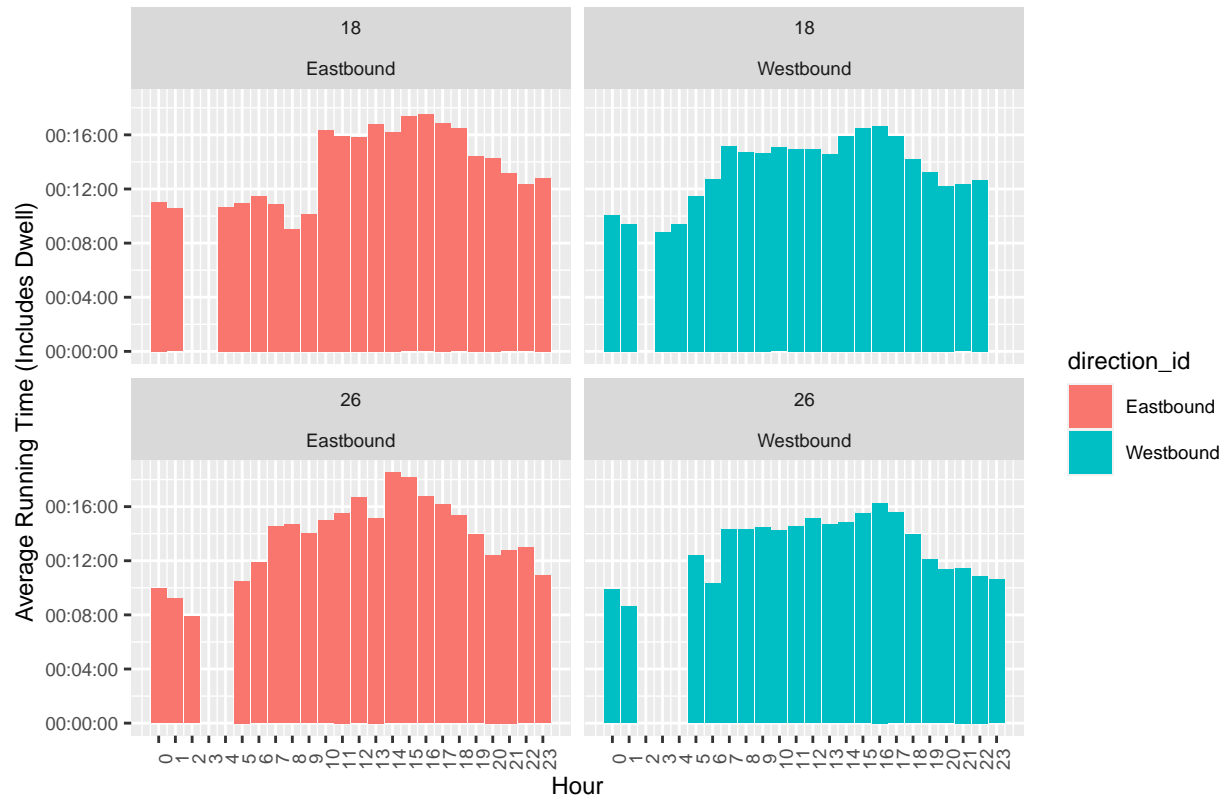 18
Eastbound
18
Westbound
00:16:00
00:12:00
00:08:00
00:04:00
00:00:00
26
Eastbound
26
Westbound
00:16:00
00:12:00
00:08:00
00:04:00
00:00:00
0 1 2 3 4 5 6 7 8 9 10 11 12 13 14 15 16 17 18 19 20 21 22 23
0 1 2 3 4 5 6 7 8 9 10 11 12 13 14 15 16 17 18 19 20 21 22 23
Hour
Average Running Time (Includes Dwell)
direction_id
Eastbound
Westbound